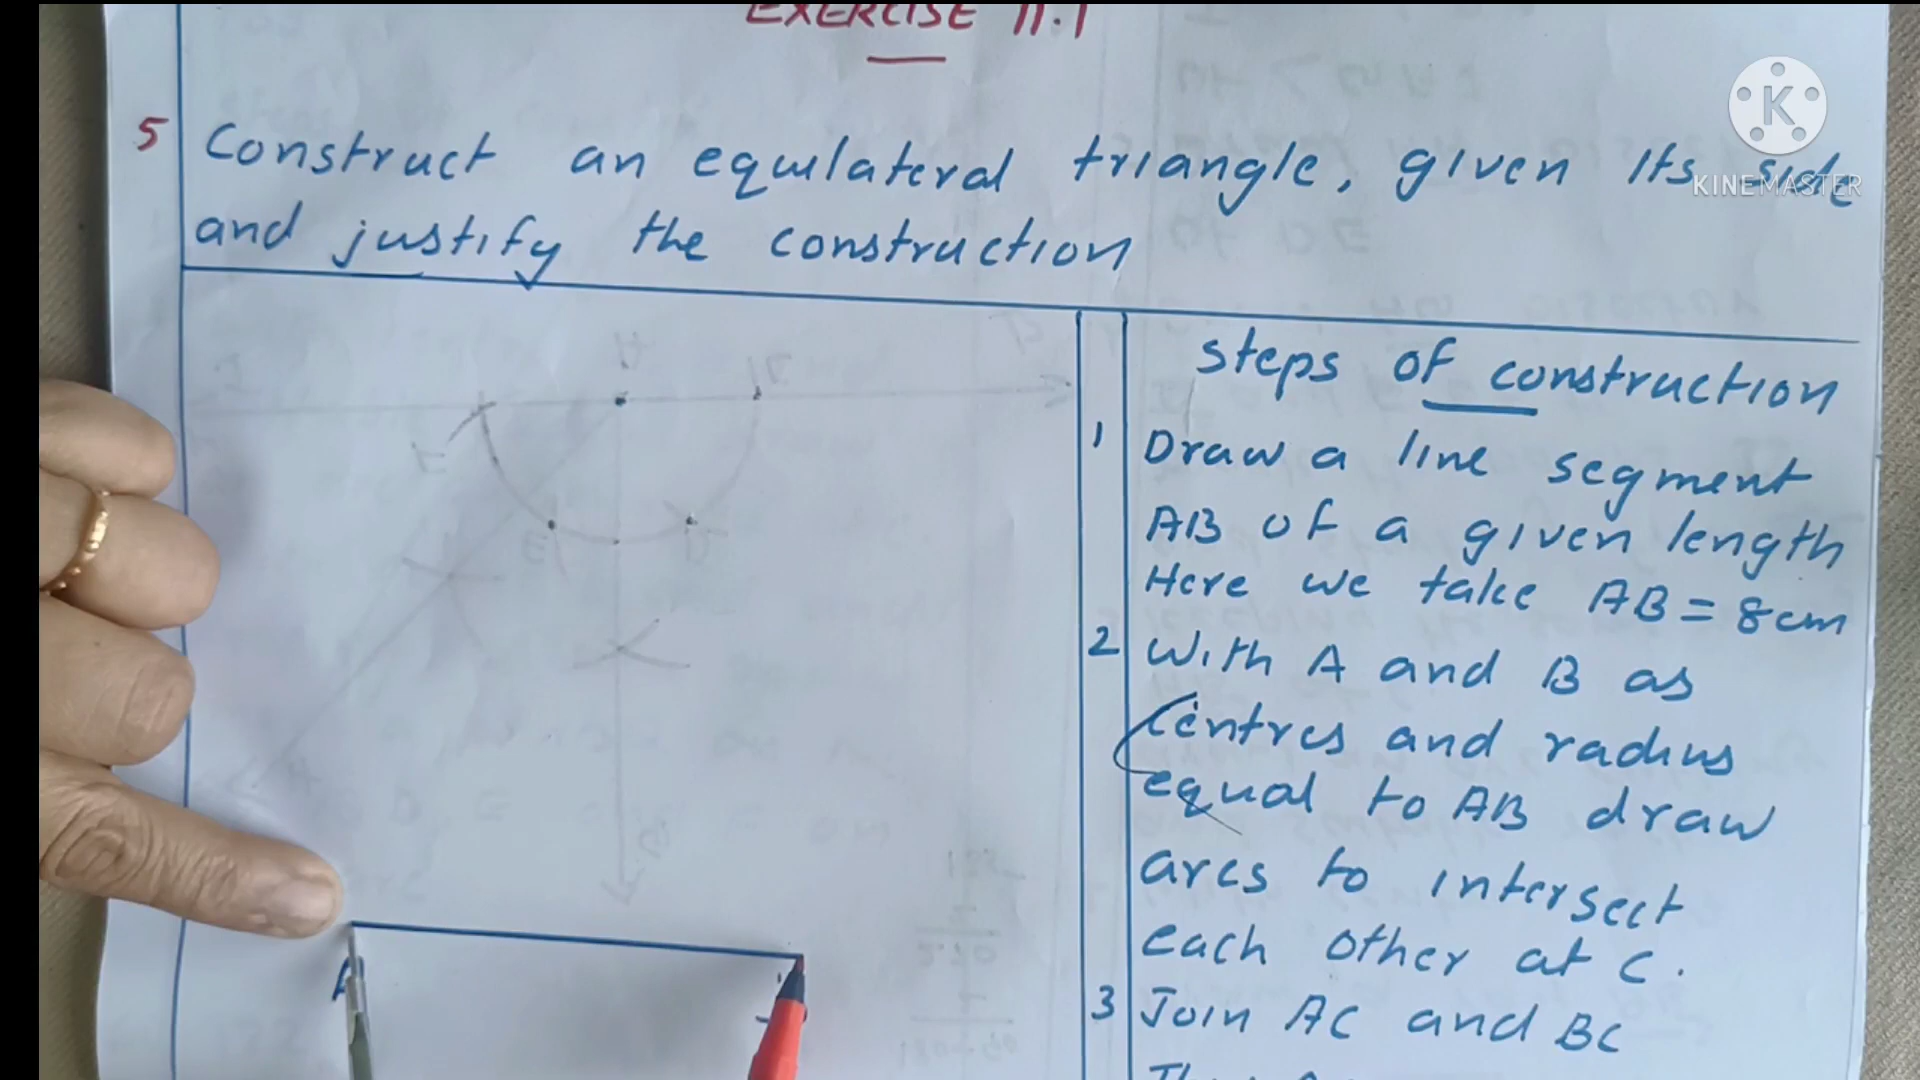 EXERCISE 11.1
5 Construct an equilateral triangle, given its side
and justify the construction
Steps of construction
1 Draw a line segment
AB of a given length
Here we take AB = 8cm
2 With A and B as
centres and radius
equal to AB draw
arcs to intersect
each other at C.
3 Join AC and BC
A
K
KINEMASTER